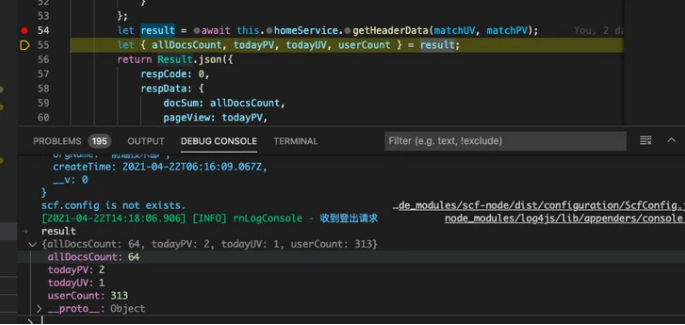 52 }
53 };
54 let result = await this.homeService.getHeaderData(matchUV, matchPV); You, 2 d
55 let { allDocsCount, todayPV, todayUV, userCount } = result;
56 return Result.json({
57 respCode: 0,
58 respData: {
59 docSum: allDocsCount,
60 pageView: todayPV,
PROBLEMS 195 OUTPUT DEBUG CONSOLE TERMINAL Filter (e.g. text, !exclude)
createTime: 2021-04-22T06:16:09.067Z,
__v: 0
}
scf.config is not exists. …de_modules/scf-node/dist/configuration/ScfConfig.j
[2021-04-22T14:18:06.906] [INFO] rnLogConsole - 收到登出请求 node_modules/log4js/lib/appenders/console
result
{allDocsCount: 64, todayPV: 2, todayUV: 1, userCount: 313}
allDocsCount: 64
todayPV: 2
todayUV: 1
userCount: 313
__proto__: Object